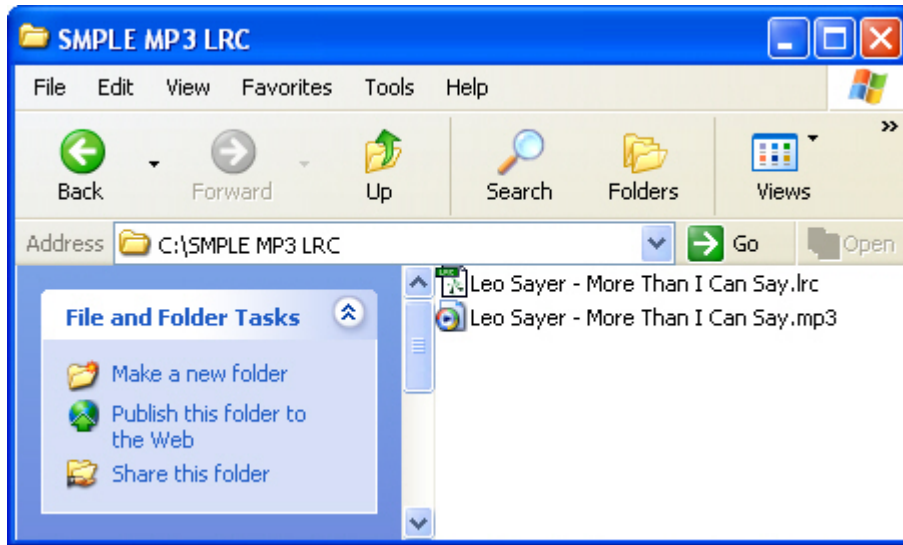 SMPLE MP3 LRC
File Edit View Favorites Tools Help
Back Forward Up Search Folders Views »
Address C:\SMPLE MP3 LRC Go Open
File and Folder Tasks
Make a new folder
Publish this folder to
the Web
Share this folder
LRC Leo Sayer - More Than I Can Say.lrc
Leo Sayer - More Than I Can Say.mp3